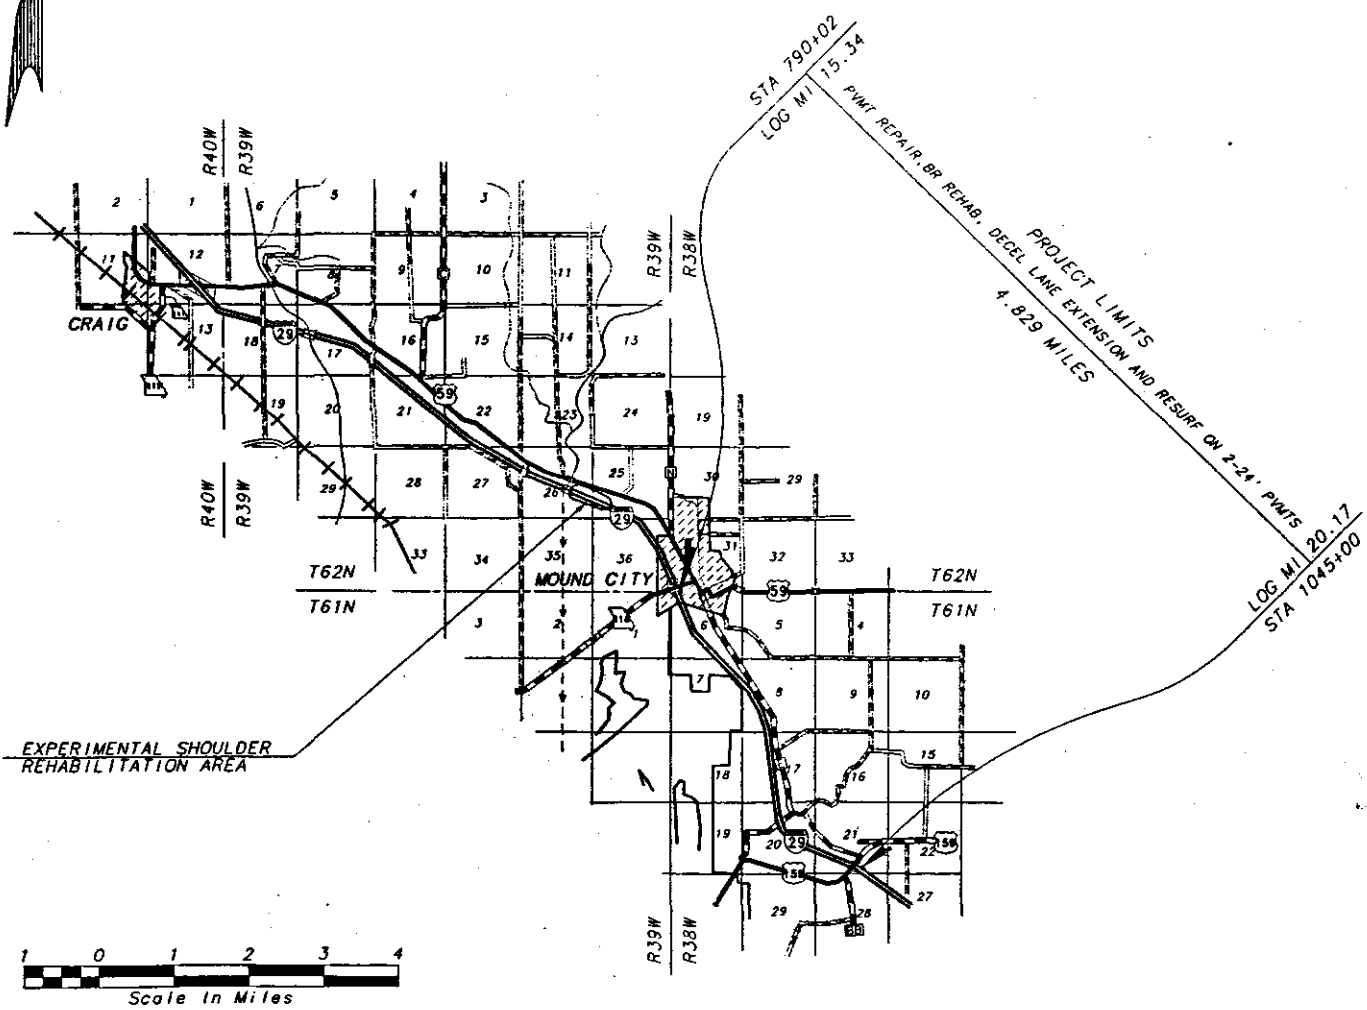 STA 790+02
LOG MI 15.34
PVMT REPAIR, BR REHAB, DECEL LANE EXTENSION AND RESURF ON 2-24' PVMTS
PROJECT LIMITS
4.829 MILES
LOG MI 20.17
STA 1045+00
R40W
R39W
R39W
R38W
2
1
6
5
4
3
11
12
7
8
9
10
11
CRAIG
13
18
29
17
16
15
14
13
59
19
20
21
22
23
24
19
N
R40W
R39W
29
28
27
26
25
30
29
29
33
34
35
36
31
32
33
T62N
T61N
MOUND CITY
59
T62N
T61N
3
2
118
1
6
5
4
7
8
9
10
EXPERIMENTAL SHOULDER
REHABILITATION AREA
18
17
16
15
19
20
29
21
22
159
159
27
29
28
R39W
R38W
1 0 1 2 3 4
Scale In Miles